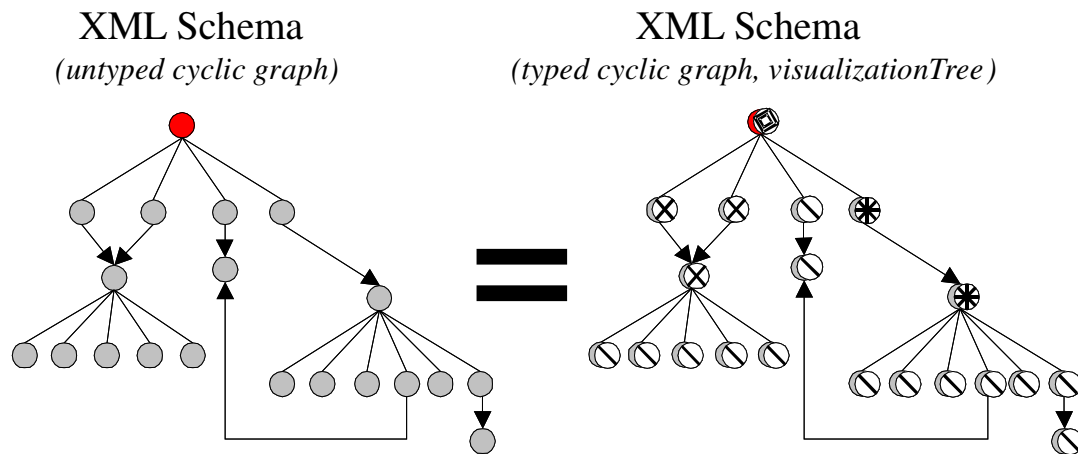 XML Schema
(untyped cyclic graph)
XML Schema
(typed cyclic graph, visualizationTree)